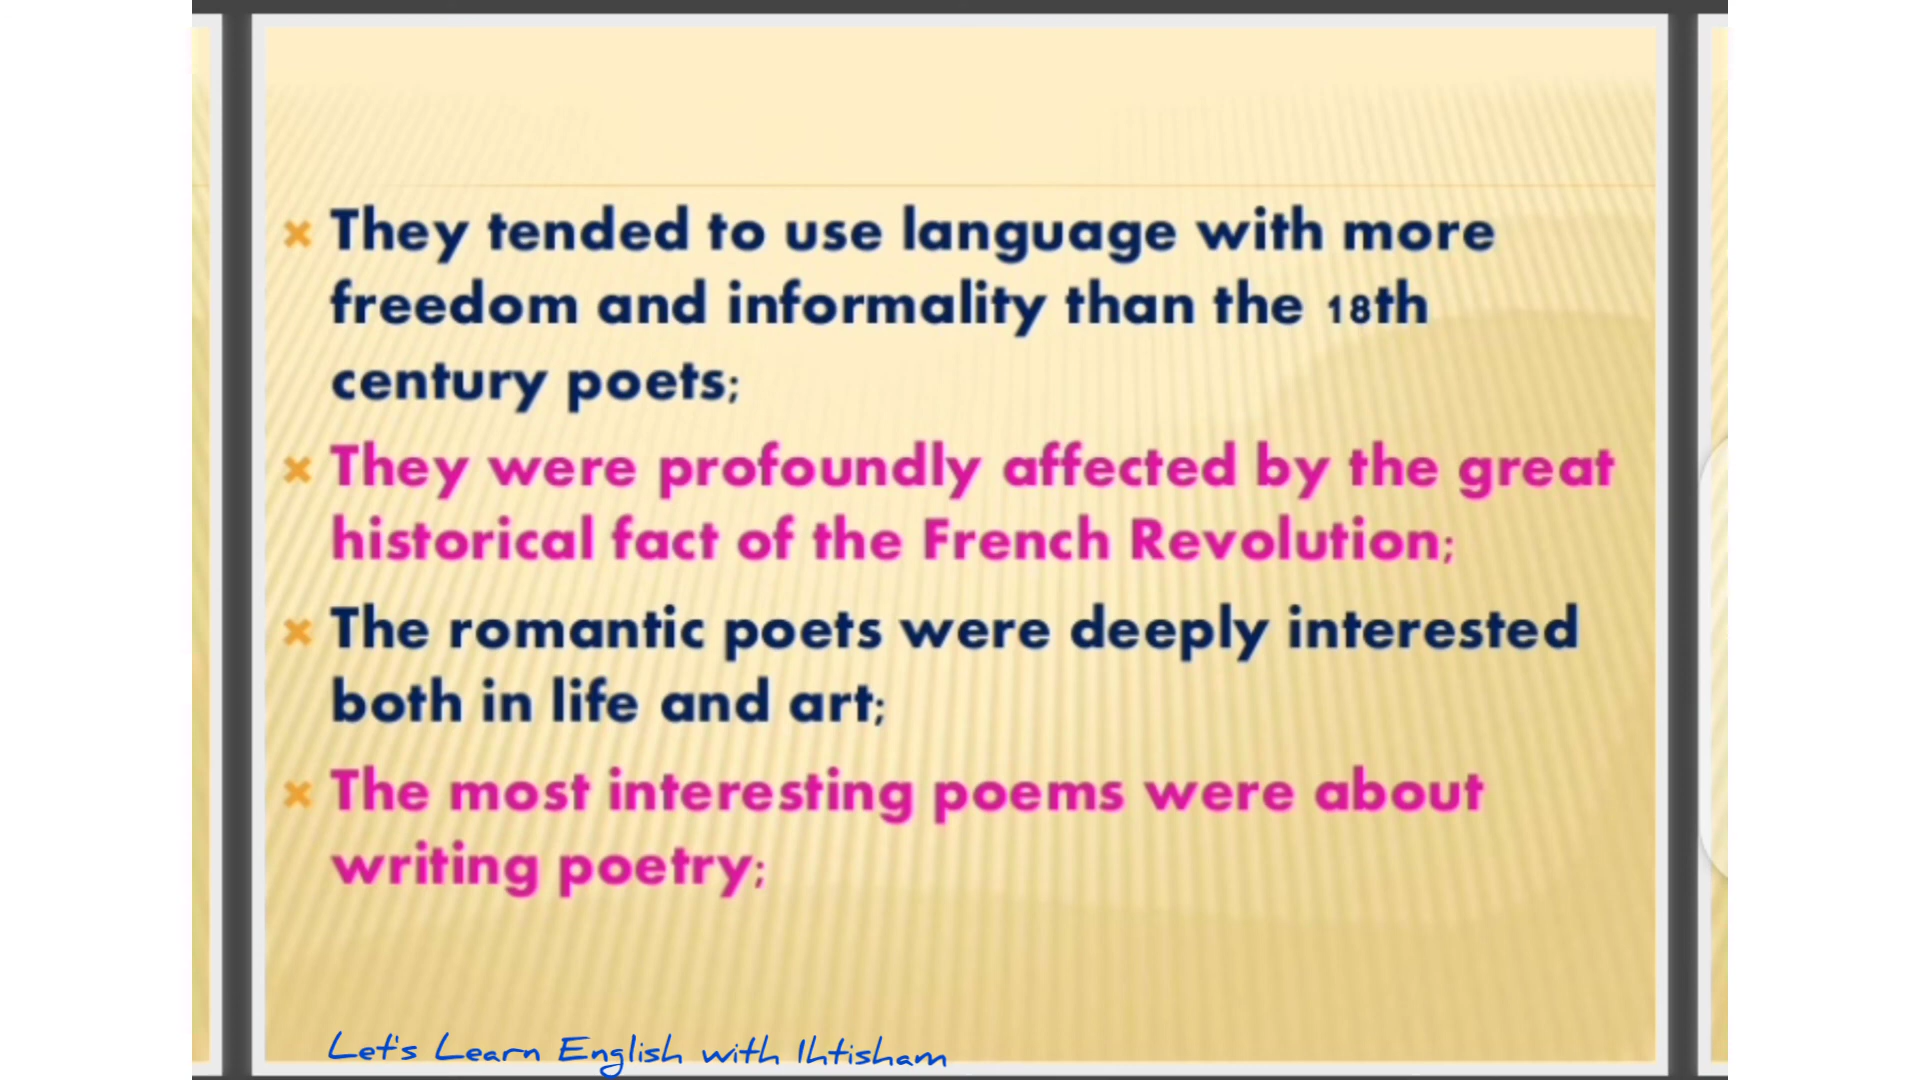 They tended to use language with more
freedom and informality than the 18th
century poets;
They were profoundly affected by the great
historical fact of the French Revolution;
The romantic poets were deeply interested
both in life and art;
The most interesting poems were about
writing poetry;
Let's Learn English with Ihtisham